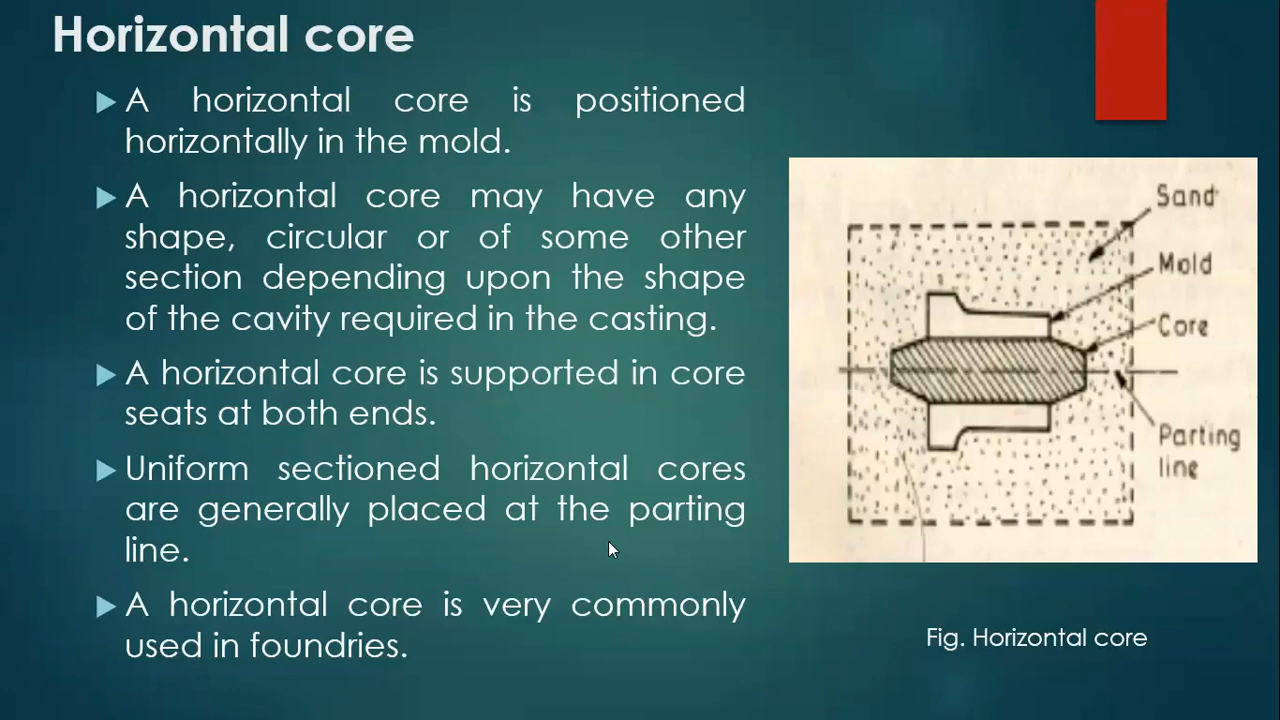 Horizontal core
A horizontal core is positioned
horizontally in the mold.
A horizontal core may have any
shape, circular or of some other
section depending upon the shape
of the cavity required in the casting.
A horizontal core is supported in core
seats at both ends.
Uniform sectioned horizontal cores
are generally placed at the parting
line.
A horizontal core is very commonly
used in foundries.
Sand
Mold
Core
Parting
line
Fig. Horizontal core